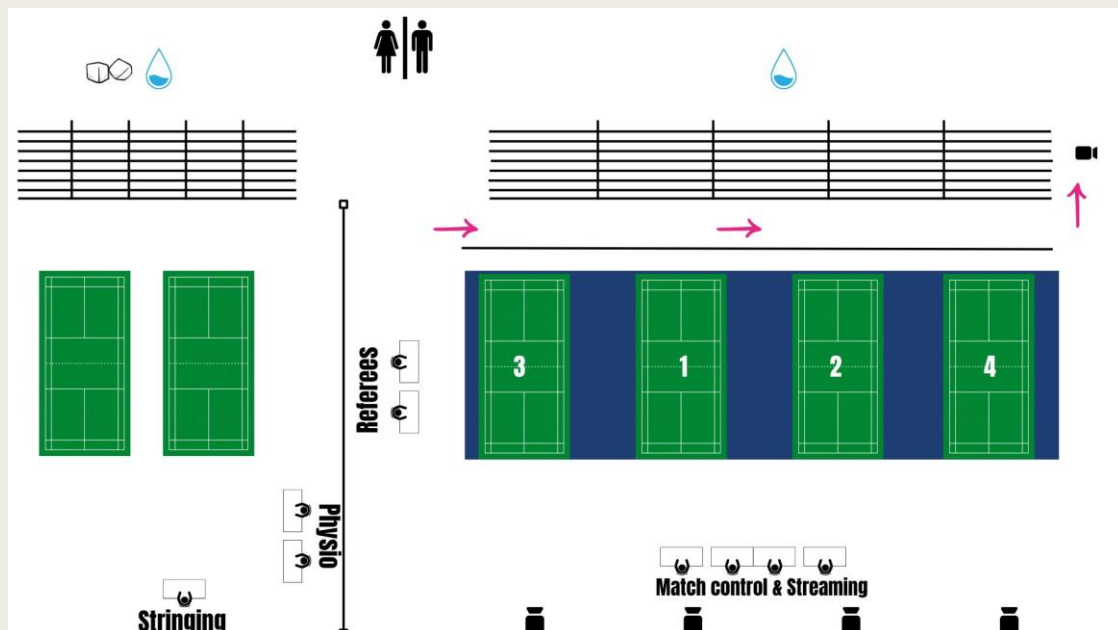 Referees
3
1
2
4
Physio
Match control & Streaming
Stringing